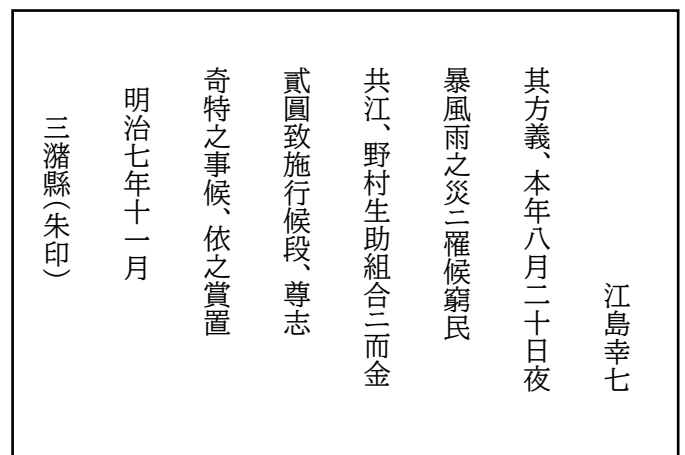 江島幸七
其方義、本年八月二十日夜
暴風雨之災ニ罹候窮民
共江、野村生助組合ニ而金
貳圓致施行候段、尊志
奇特之事候、依之賞置
明治七年十一月
三潴縣（朱印）